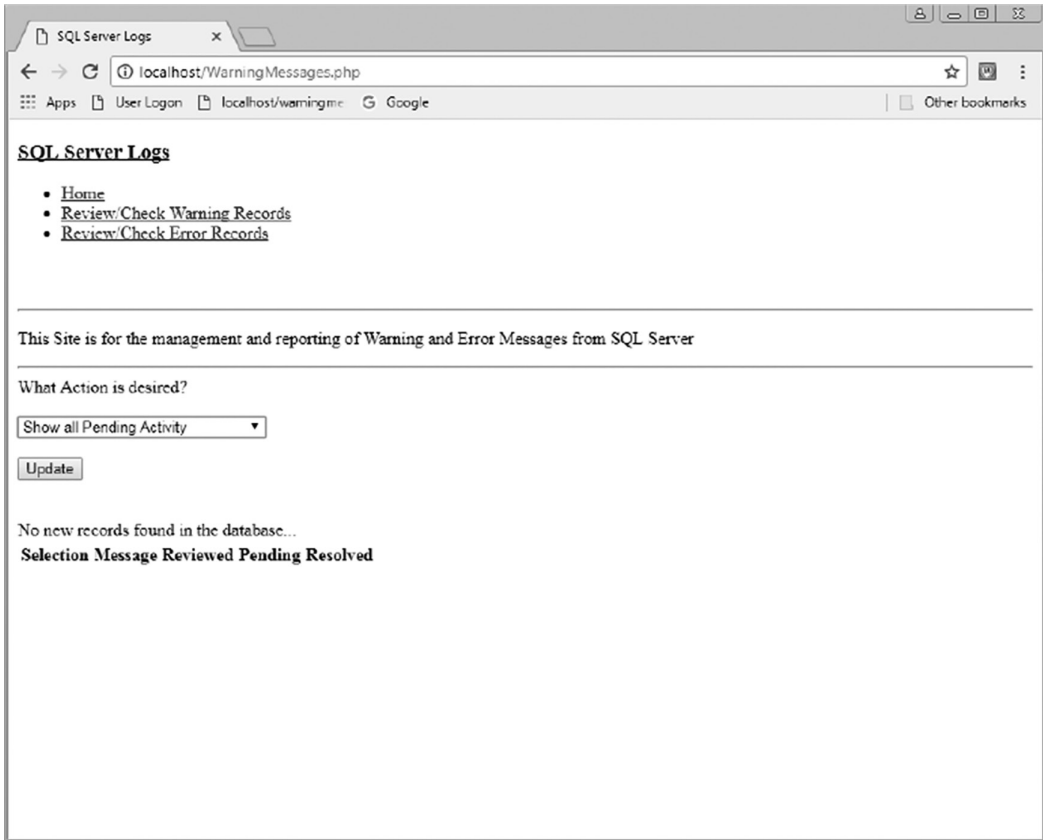 SQL Server Logs
localhost/WarningMessages.php
Apps User Logon localhost/warningme Google Other bookmarks
SQL Server Logs
Home
Review/Check Warning Records
Review/Check Error Records
This Site is for the management and reporting of Warning and Error Messages from SQL Server
What Action is desired?
Show all Pending Activity
Update
No new records found in the database...
Selection Message Reviewed Pending Resolved